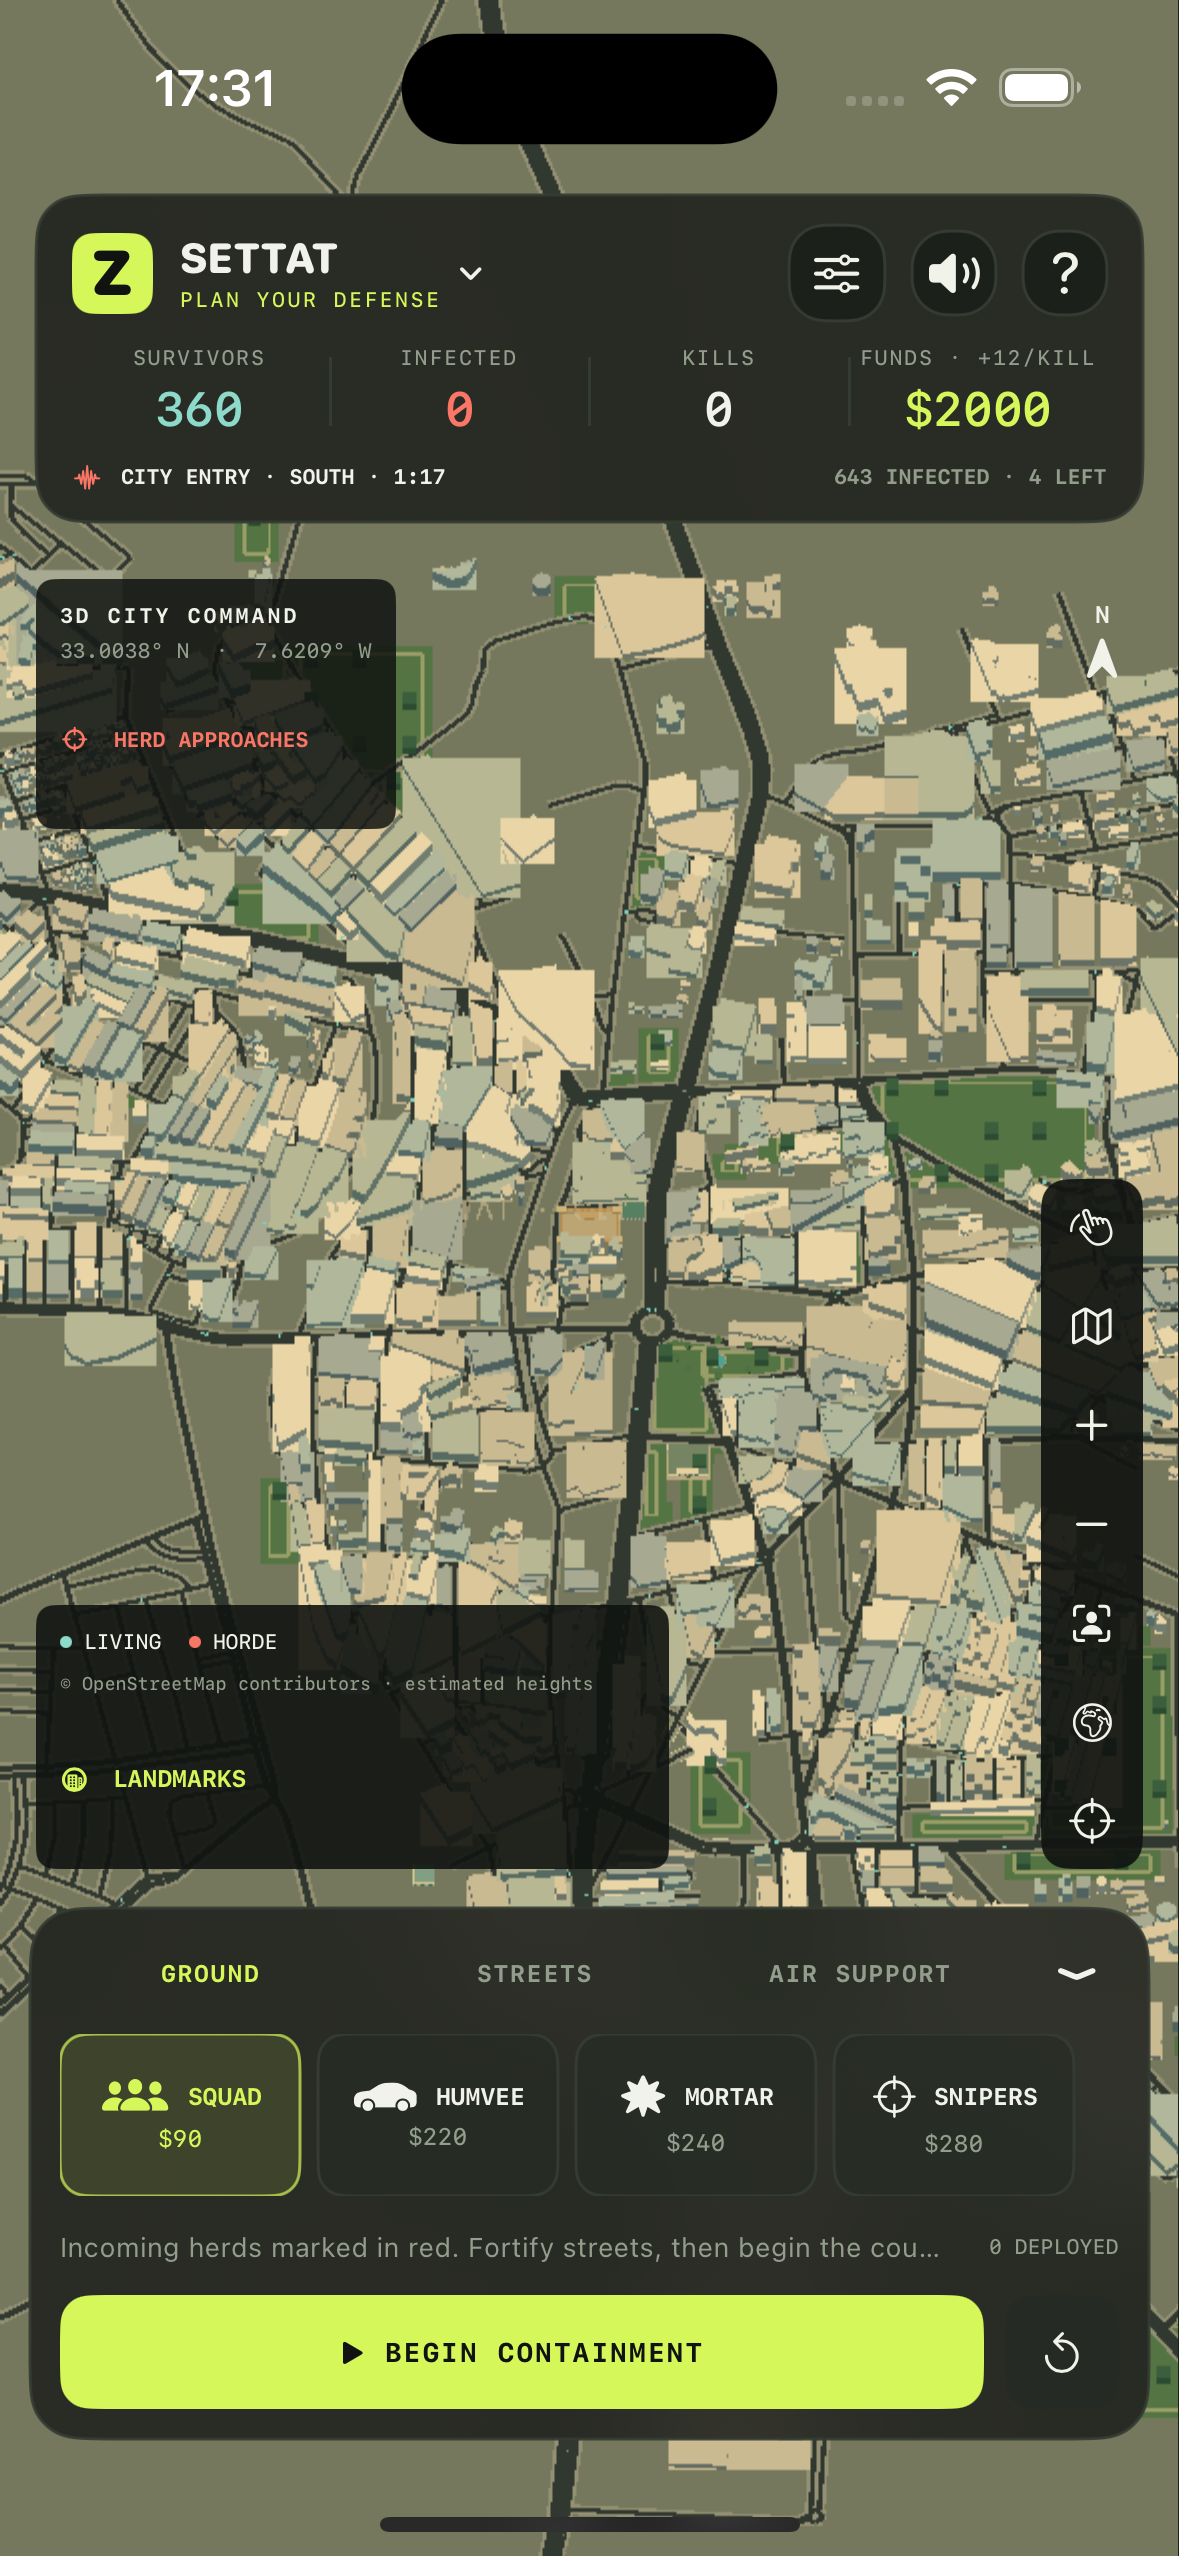 17:31
Z
SETTAT
PLAN YOUR DEFENSE
?
SURVIVORS INFECTED KILLS FUNDS · +12/KILL
360 0 0 $2000
CITY ENTRY · SOUTH · 1:17 643 INFECTED · 4 LEFT
3D CITY COMMAND
33.0038° N · 7.6209° W
HERD APPROACHES
N
LIVING HORDE
© OpenStreetMap contributors · estimated heights
LANDMARKS
GROUND STREETS AIR SUPPORT
SQUAD HUMVEE MORTAR SNIPERS
$90 $220 $240 $280
Incoming herds marked in red. Fortify streets, then begin the cou... 0 DEPLOYED
BEGIN CONTAINMENT